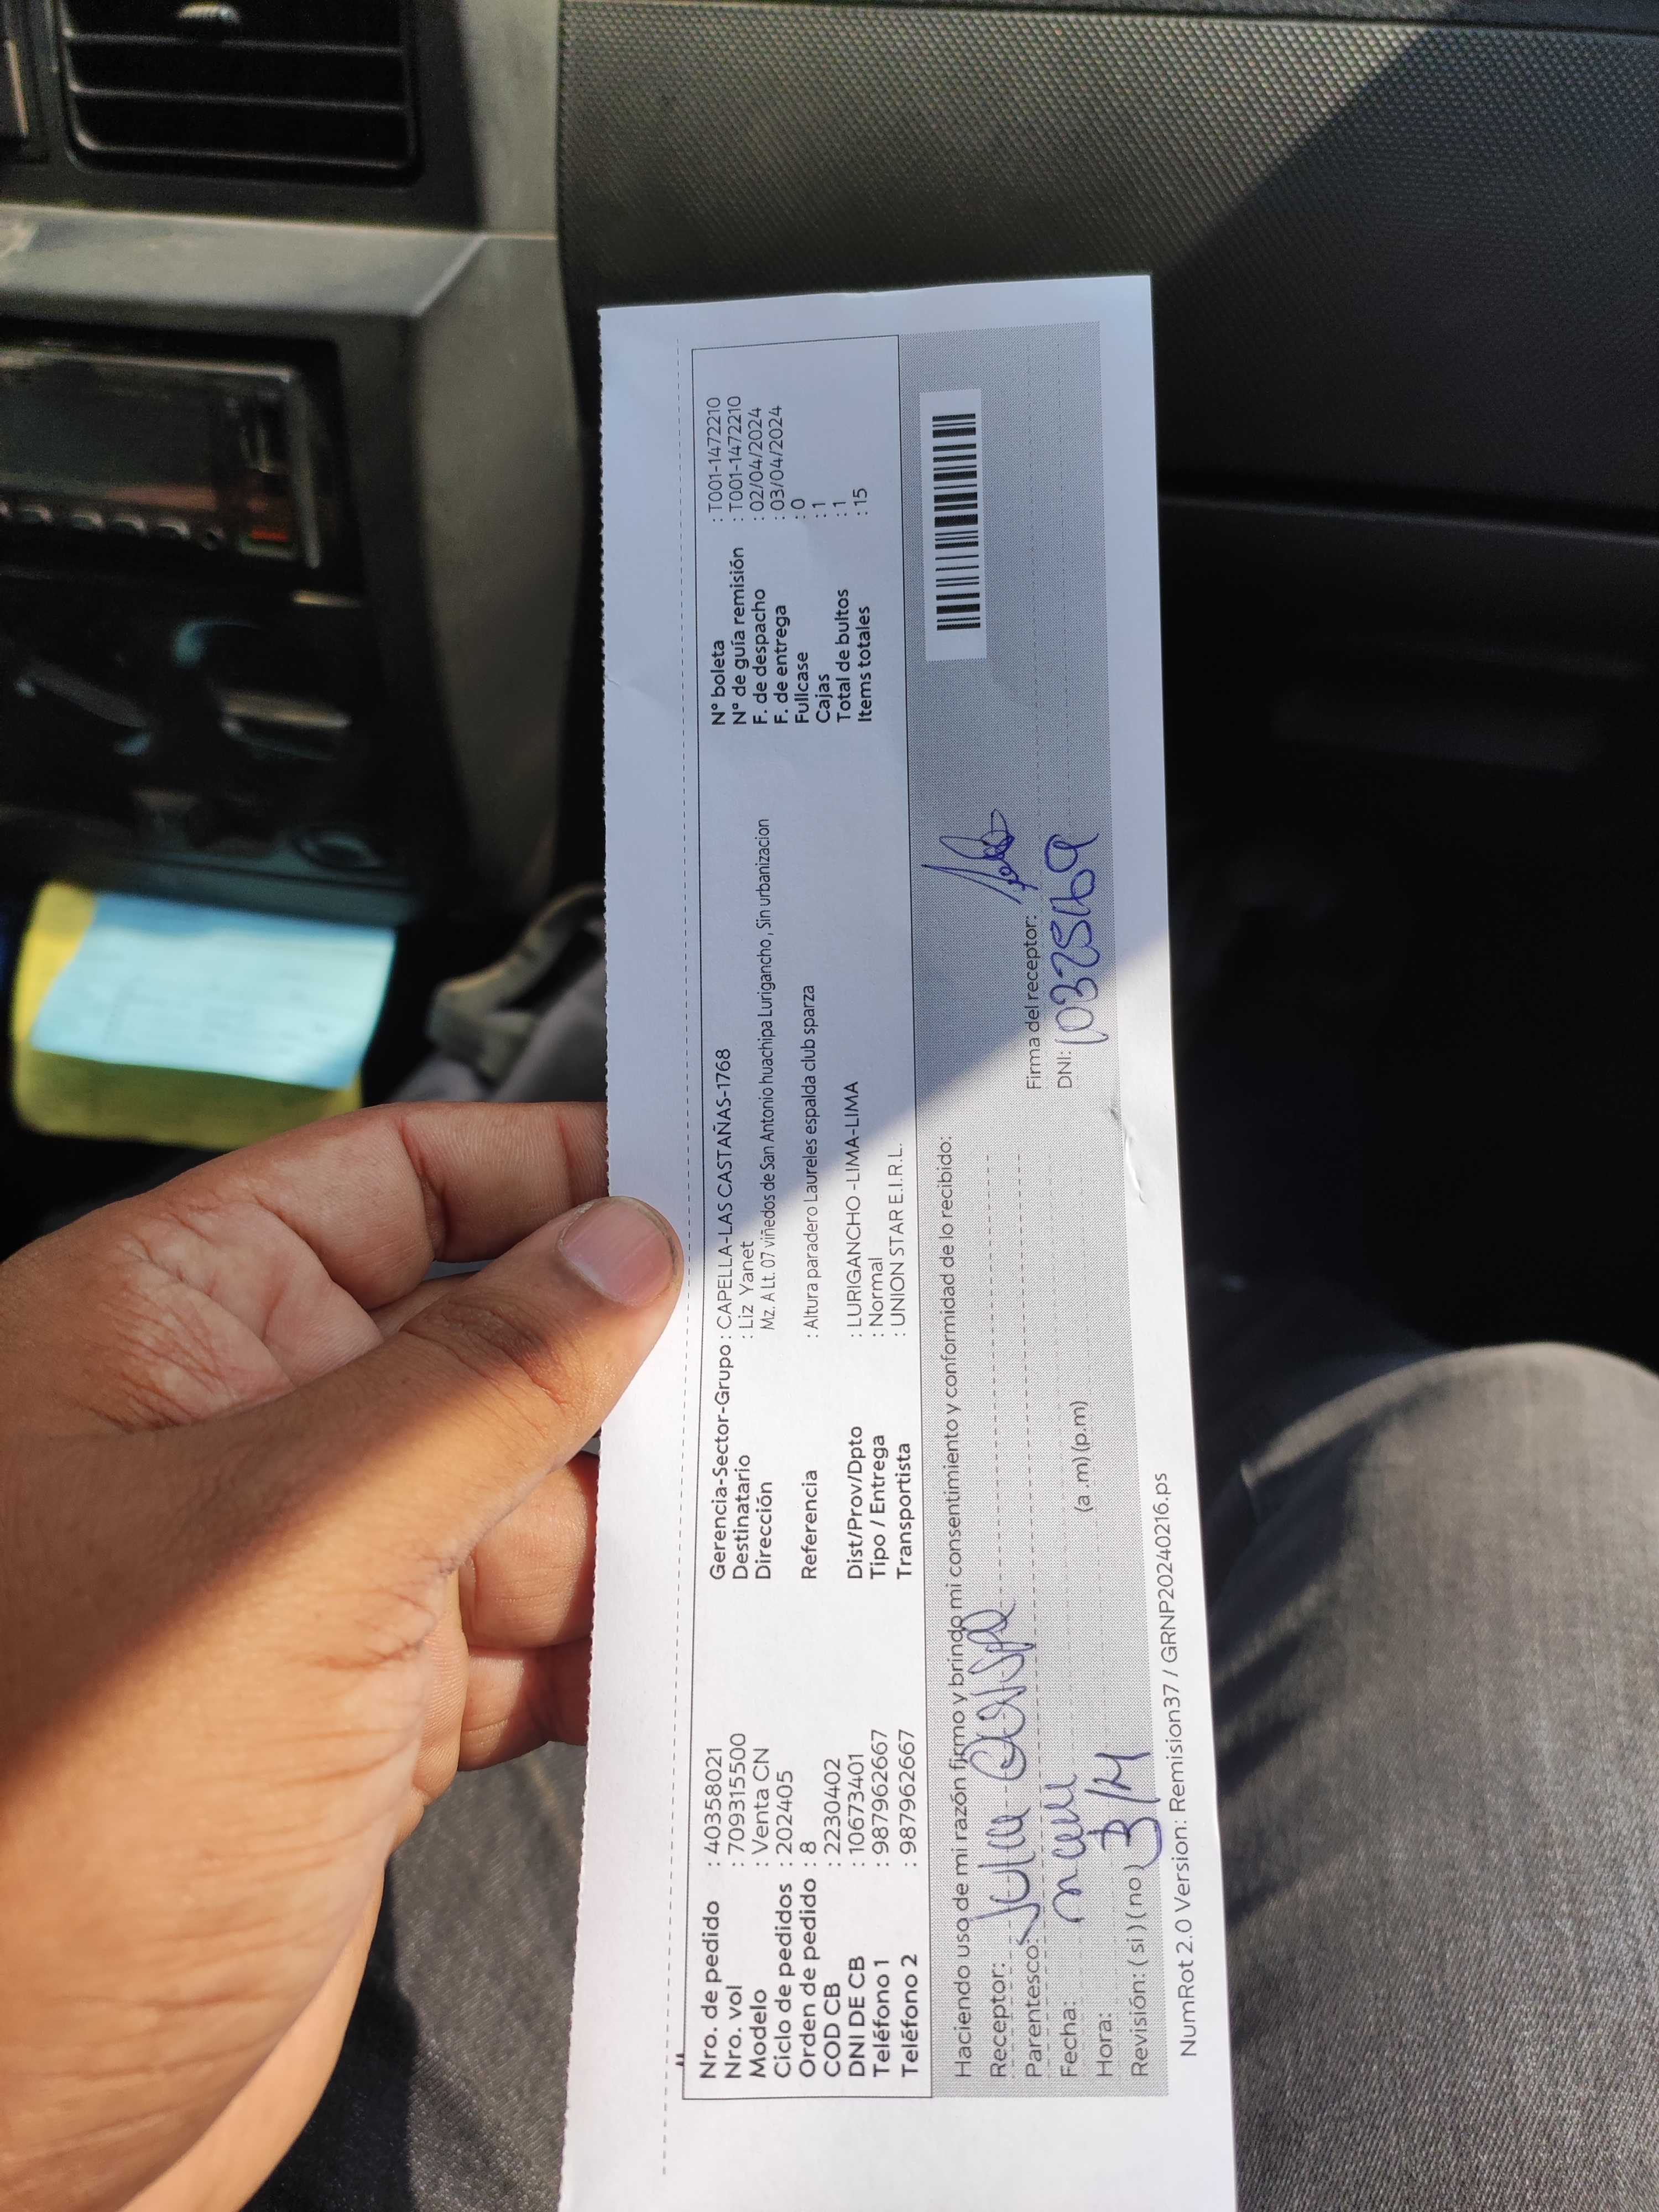 Nro. de pedido : 40358021
Nro. vol : 709315500
Modelo : Venta CN
Ciclo de pedidos : 202405
Orden de pedido : 8
COD CB : 2230402
DNI DE CB : 10673401
Teléfono 1 : 987962667
Teléfono 2 : 987962667
Gerencia-Sector-Grupo : CAPELLA-LAS CASTAÑAS-1768
Destinatario : Liz Yanet
Dirección Mz. A Lt. 07 viñedos de San Antonio huachipa Lurigancho , Sin urbanizacion
Referencia : Altura paradero Laureles espalda club sparza
Dist/Prov/Dpto : LURIGANCHO -LIMA-LIMA
Tipo / Entrega : Normal
Transportista : UNION STAR E.I.R.L.
N° boleta : T001-1472210
N° de guía remisión : T001-1472210
F. de despacho : 02/04/2024
F. de entrega : 03/04/2024
Fullcase : 0
Cajas : 1
Total de bultos : 1
Items totales : 15
Haciendo uso de mi razón firmo y brindo mi consentimiento y conformidad de lo recibido:
Receptor:
Parentesco:
Fecha:
Hora: (a .m) (p.m)
Revisión: ( si ) ( no )
Firma del receptor:
DNI:
NumRot 2.0 Version: Remision37 / GRNP20240216.ps